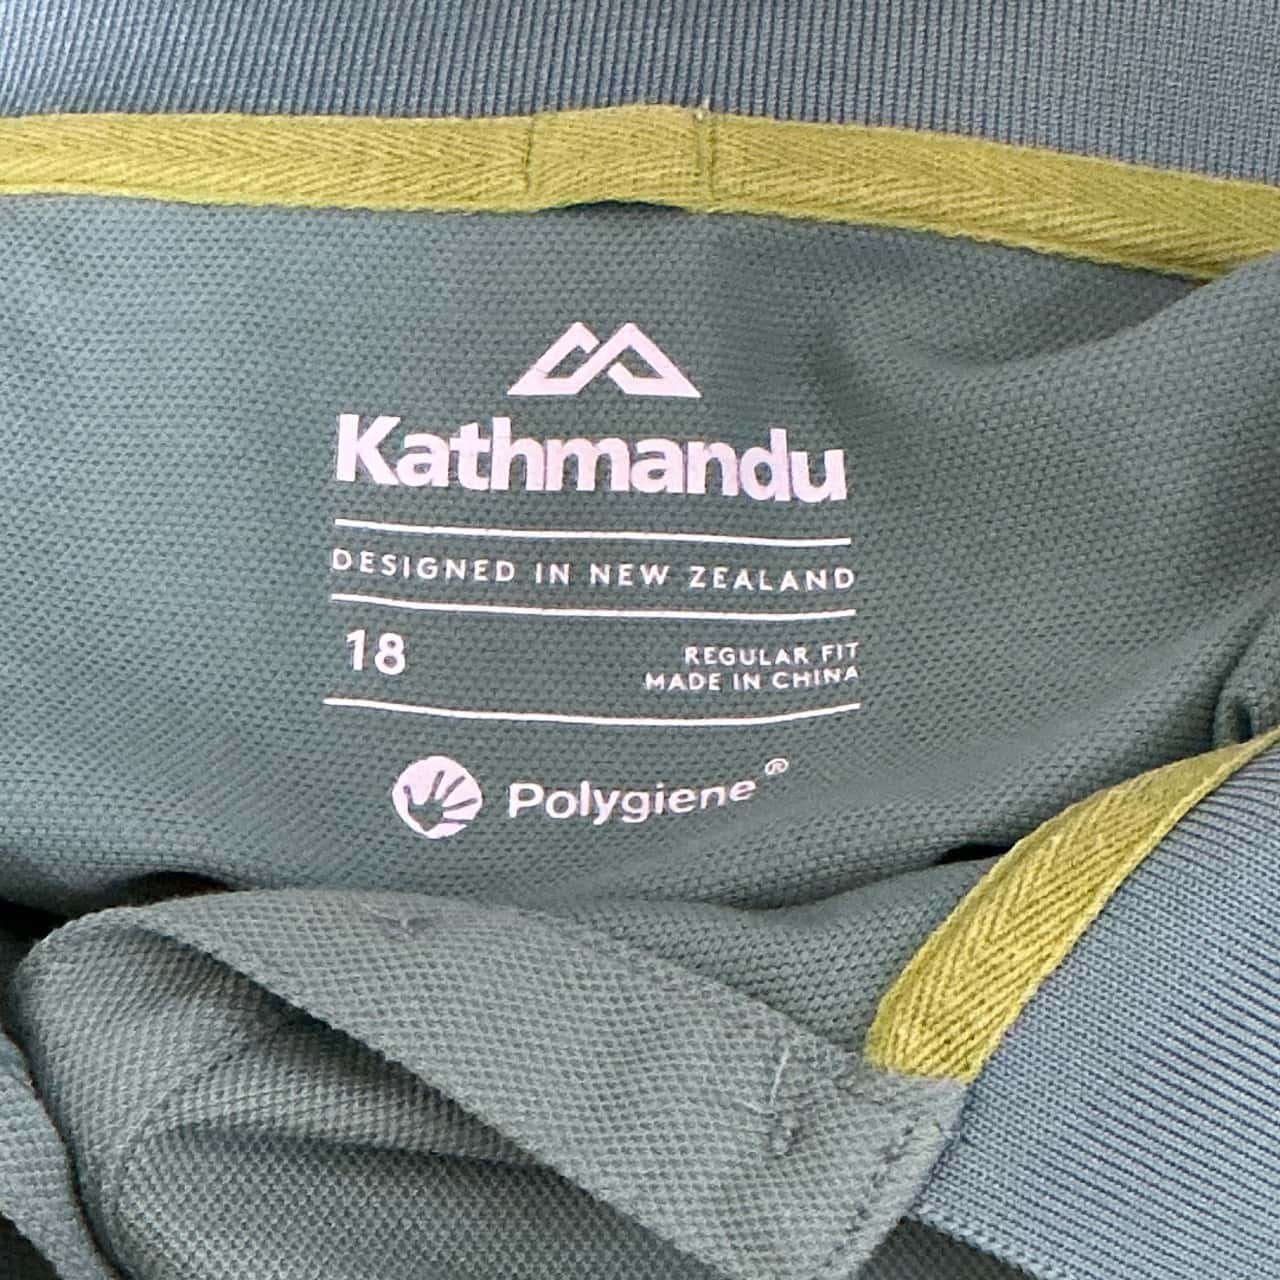 Kathmandu
DESIGNED IN NEW ZEALAND
18
REGULAR FIT
MADE IN CHINA
Polygiene®